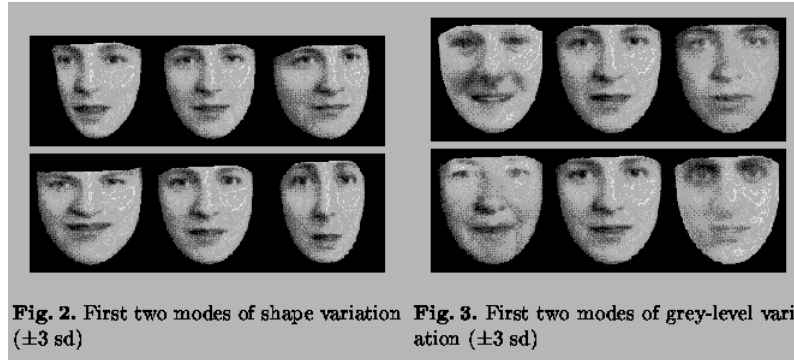 Fig. 2. First two modes of shape variation
(±3 sd)
Fig. 3. First two modes of grey-level vari
ation (±3 sd)